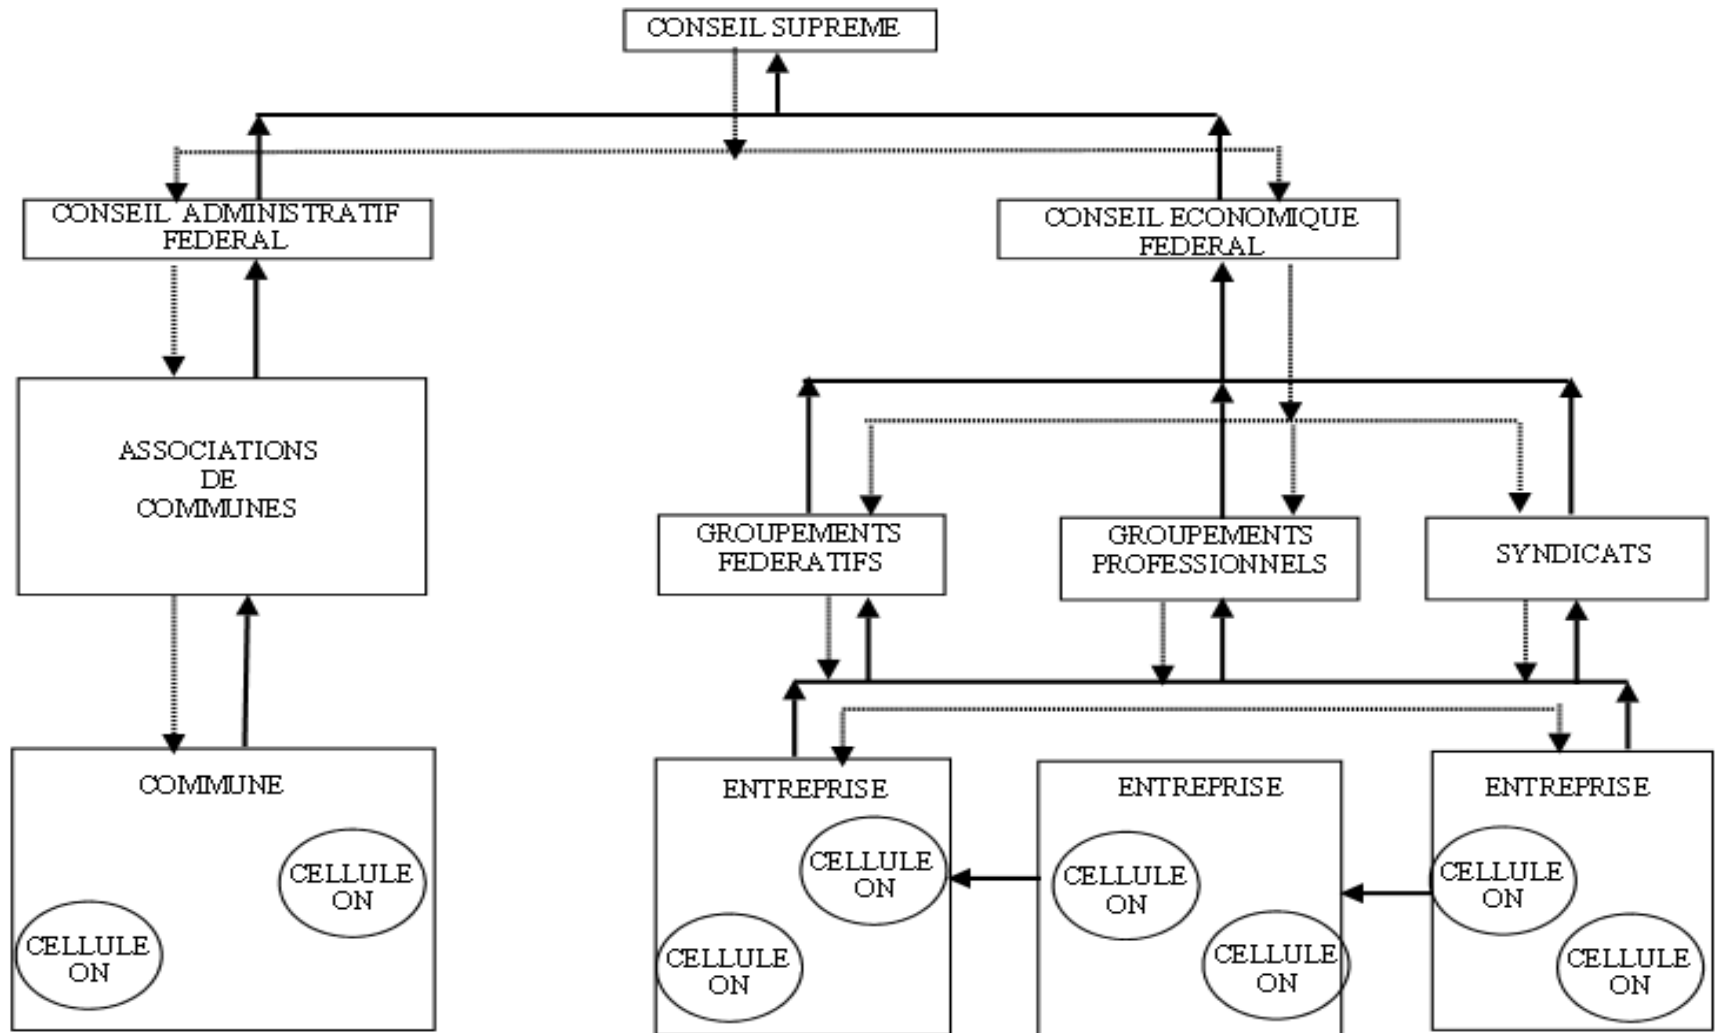 CONSEIL SUPREME
CONSEIL ADMINISTRATIF
FEDERAL
CONSEIL ECONOMIQUE
FEDERAL
ASSOCIATIONS
DE
COMMUNES
GROUPEMENTS
FEDERATIFS
GROUPEMENTS
PROFESSIONNELS
SYNDICATS
COMMUNE
CELLULE
ON
CELLULE
ON
ENTREPRISE
CELLULE
ON
CELLULE
ON
ENTREPRISE
CELLULE
ON
CELLULE
ON
ENTREPRISE
CELLULE
ON
CELLULE
ON